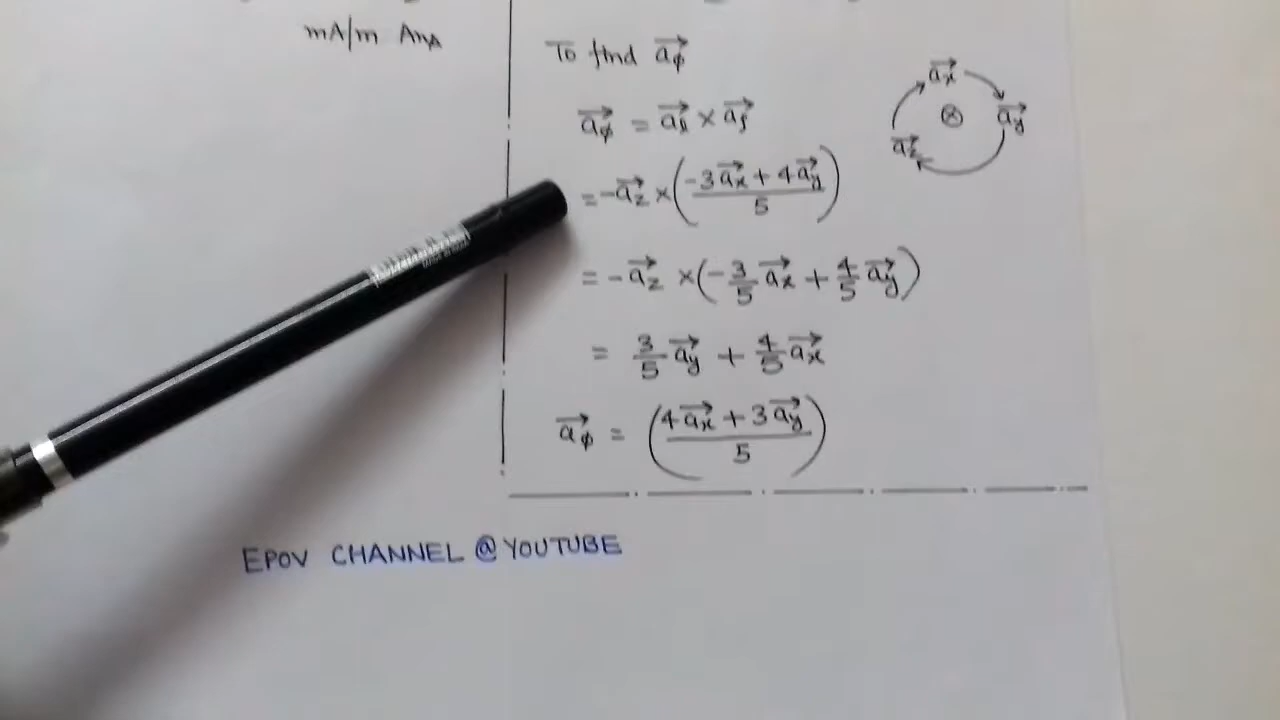 mA/m Ans
To find a⃗ϕ
a⃗ϕ = a⃗l × a⃗ρ
= -a⃗z × ((-3a⃗x + 4a⃗y)/5)
= -a⃗z × (-3/5 a⃗x + 4/5 a⃗y)
= 3/5 a⃗y + 4/5 a⃗x
a⃗ϕ = ((4a⃗x + 3a⃗y)/5)
a⃗x
a⃗y
a⃗z
⊗
EPOV CHANNEL @ YOUTUBE